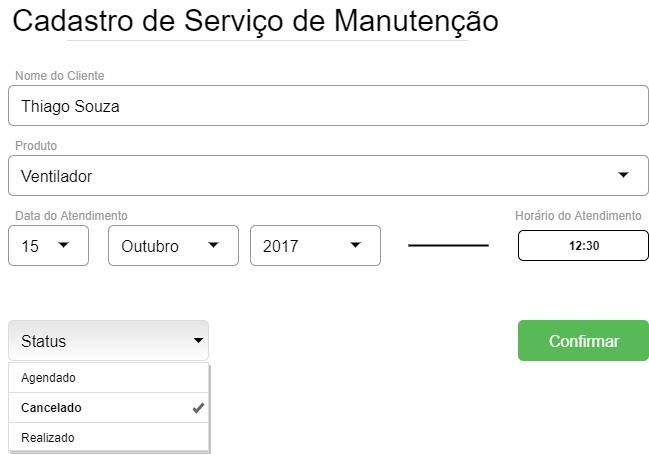 Cadastro de Serviço de Manutenção
Nome do Cliente
Thiago Souza
Produto
Ventilador
Data do Atendimento Horário do Atendimento
15 Outubro 2017 12:30
Status Confirmar
Agendado
Cancelado
Realizado